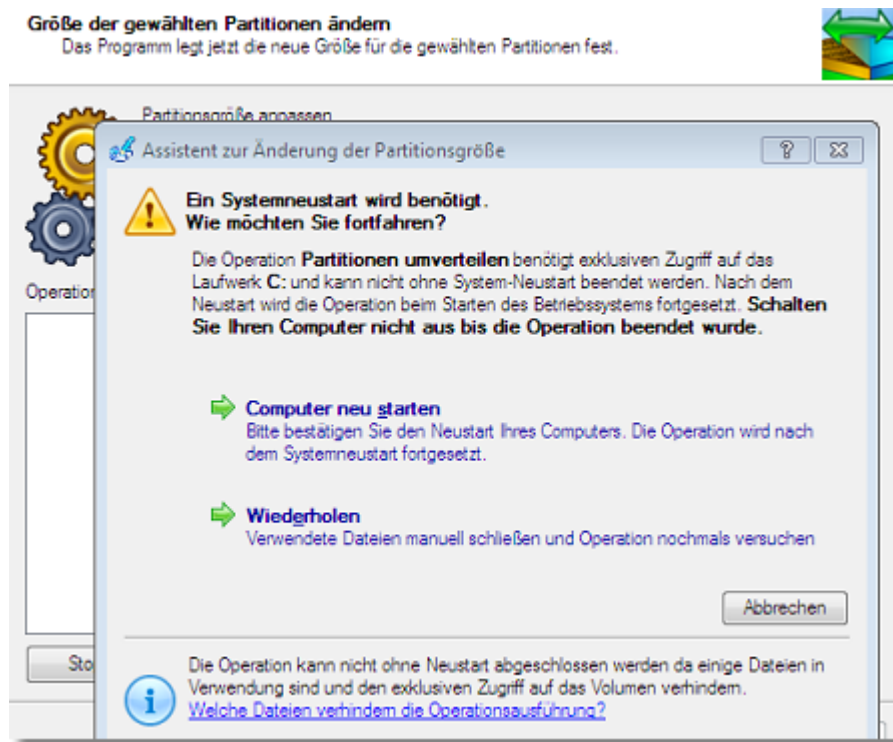 Größe der gewählten Partitionen ändern
Das Programm legt jetzt die neue Größe für die gewählten Partitionen fest.
Partitionsgröße anpassen
Assistent zur Änderung der Partitionsgröße
Ein Systemneustart wird benötigt.
Wie möchten Sie fortfahren?
Die Operation Partitionen umverteilen benötigt exklusiven Zugriff auf das
Laufwerk C: und kann nicht ohne System-Neustart beendet werden. Nach dem
Neustart wird die Operation beim Starten des Betriebssystems fortgesetzt. Schalten
Sie Ihren Computer nicht aus bis die Operation beendet wurde.
Operation
Computer neu starten
Bitte bestätigen Sie den Neustart Ihres Computers. Die Operation wird nach
dem Systemneustart fortgesetzt.
Wiederholen
Verwendete Dateien manuell schließen und Operation nochmals versuchen
Abbrechen
Sto
Die Operation kann nicht ohne Neustart abgeschlossen werden da einige Dateien in
Verwendung sind und den exklusiven Zugriff auf das Volumen verhindern.
Welche Dateien verhindern die Operationsausführung?